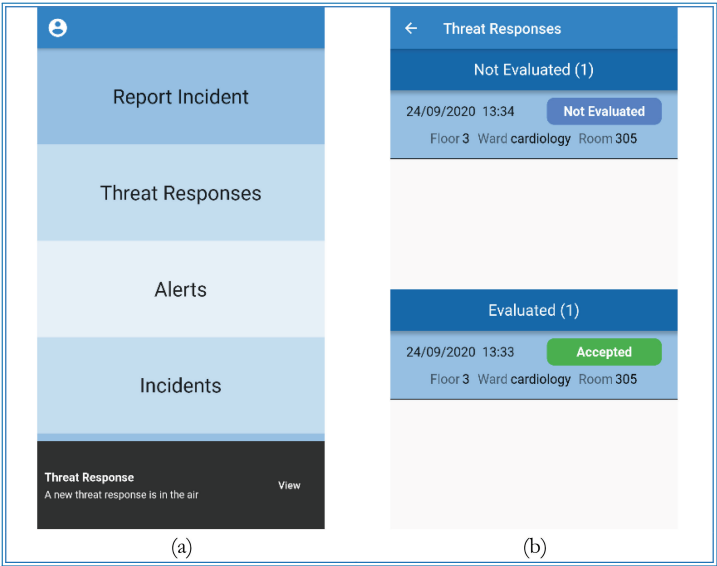 Report Incident
Threat Responses
Alerts
Incidents
Threat Response
A new threat response is in the air
View
(a)
Threat Responses
Not Evaluated (1)
24/09/2020 13:34 Not Evaluated
Floor 3 Ward cardiology Room 305
Evaluated (1)
24/09/2020 13:33 Accepted
Floor 3 Ward cardiology Room 305
(b)